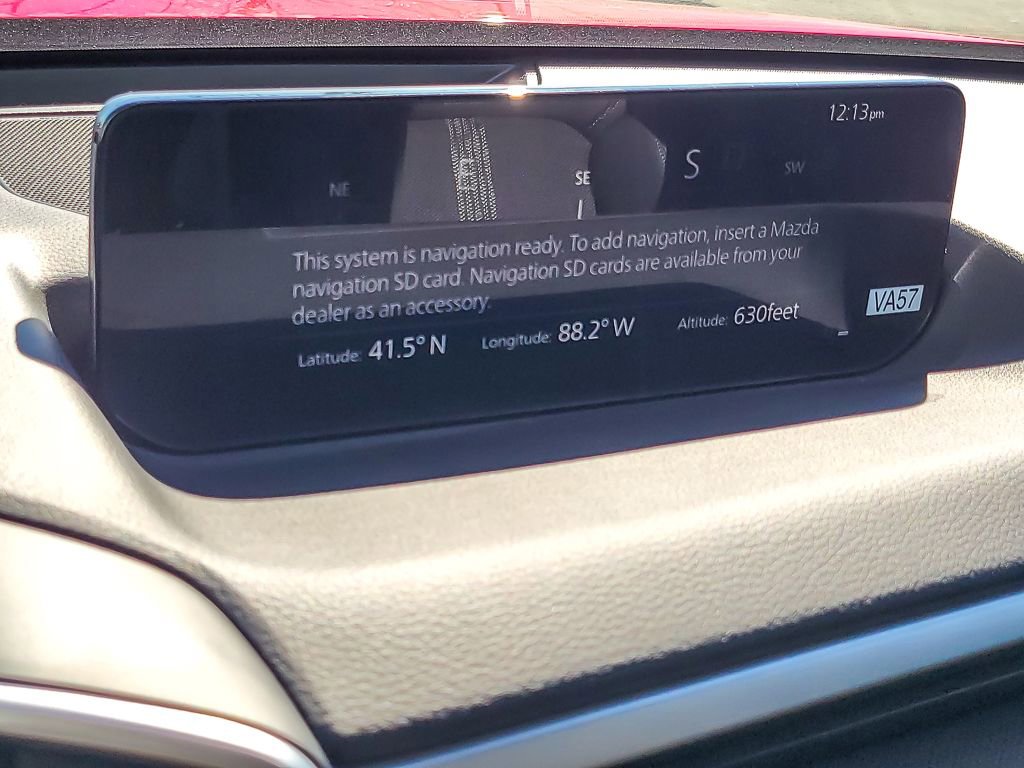 12:13pm
NE
SE
S
SW
This system is navigation ready. To add navigation, insert a Mazda
navigation SD card. Navigation SD cards are available from your
dealer as an accessory.
Latitude: 41.5° N Longitude: 88.2° W Altitude: 630feet
VA57